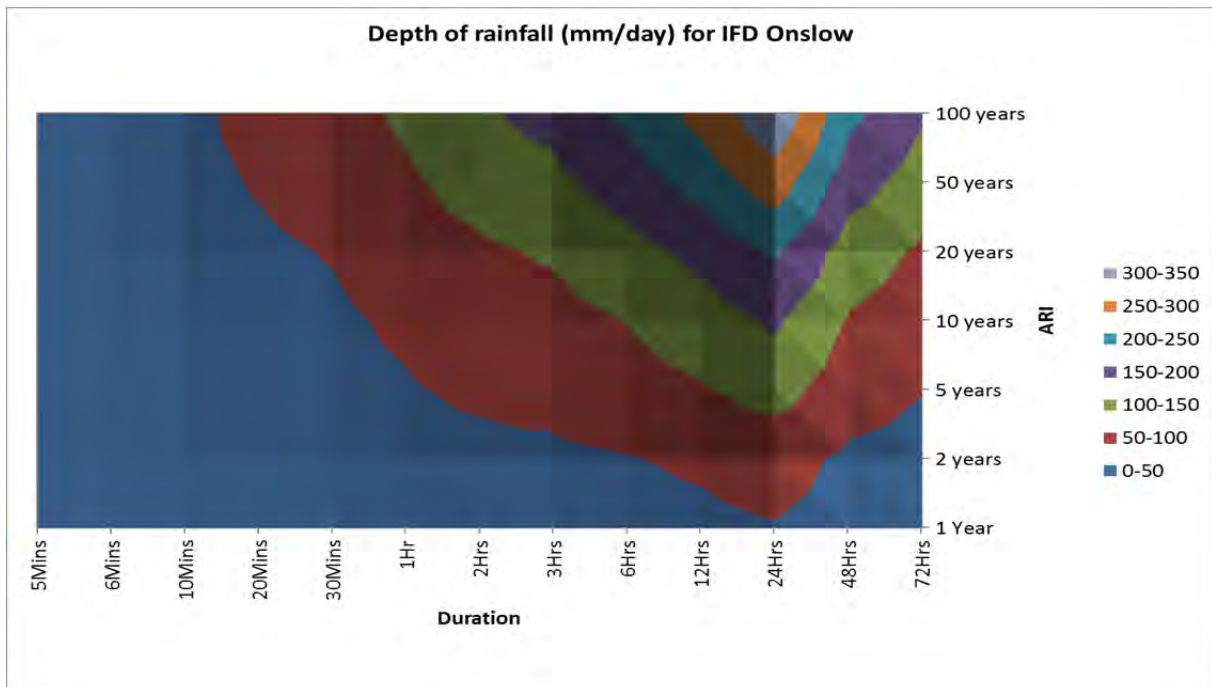 Depth of rainfall (mm/day) for IFD Onslow
100 years
50 years
20 years
10 years
5 years
2 years
1 Year
ARI
300-350
250-300
200-250
150-200
100-150
50-100
0-50
5Mins
6Mins
10Mins
20Mins
30Mins
1Hr
2Hrs
3Hrs
6Hrs
12Hrs
24Hrs
48Hrs
72Hrs
Duration